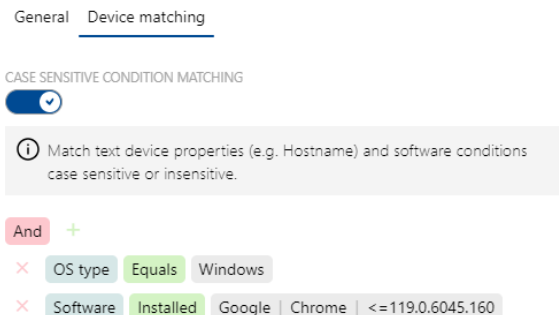 General Device matching
CASE SENSITIVE CONDITION MATCHING
Match text device properties (e.g. Hostname) and software conditions
case sensitive or insensitive.
And +
OS type Equals Windows
Software Installed Google | Chrome | <=119.0.6045.160